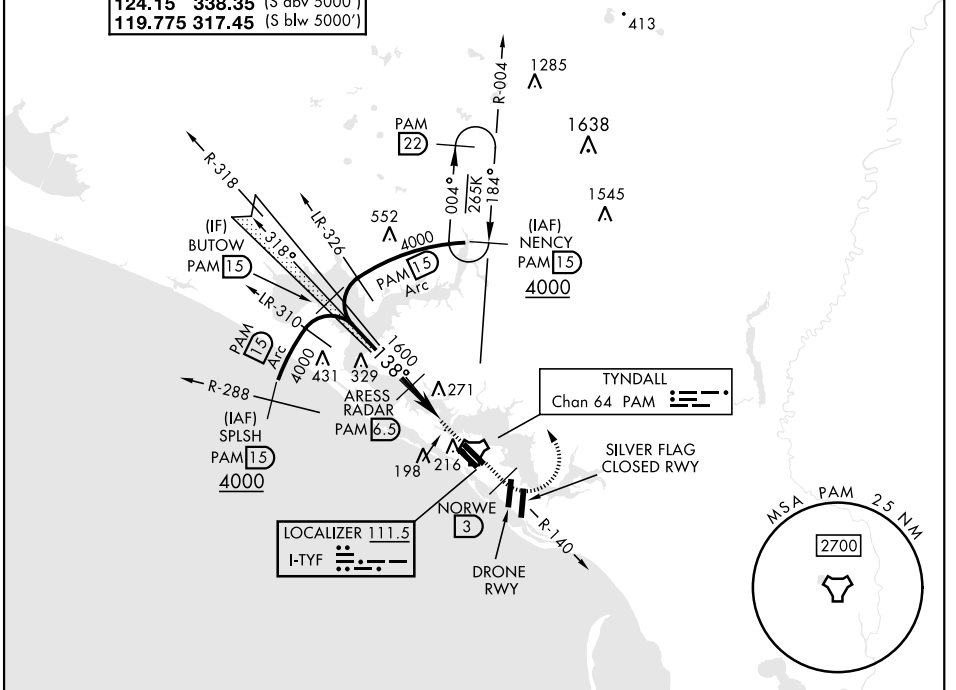 124.15 338.35 (S abv 5000')
119.775 317.45 (S blw 5000')
413
1285
R-004
1638
PAM
22
004°
265K
184°
1545
R-318
LR-326
552
4000
(IAF)
NENCY
PAM 15
4000
318°
(IF)
BUTOW
PAM 15
PAM 15
Arc
LR-310
PAM 15 Arc
4000
1600
138°
431
329
R-288
ARESS
RADAR
PAM 6.5
271
TYNDALL
Chan 64 PAM
(IAF)
SPLSH
PAM 15
4000
198
216
SILVER FLAG
CLOSED RWY
NORWE
3
LOCALIZER 111.5
I-TYF
R-140
DRONE
RWY
MSA PAM 25 NM
2700